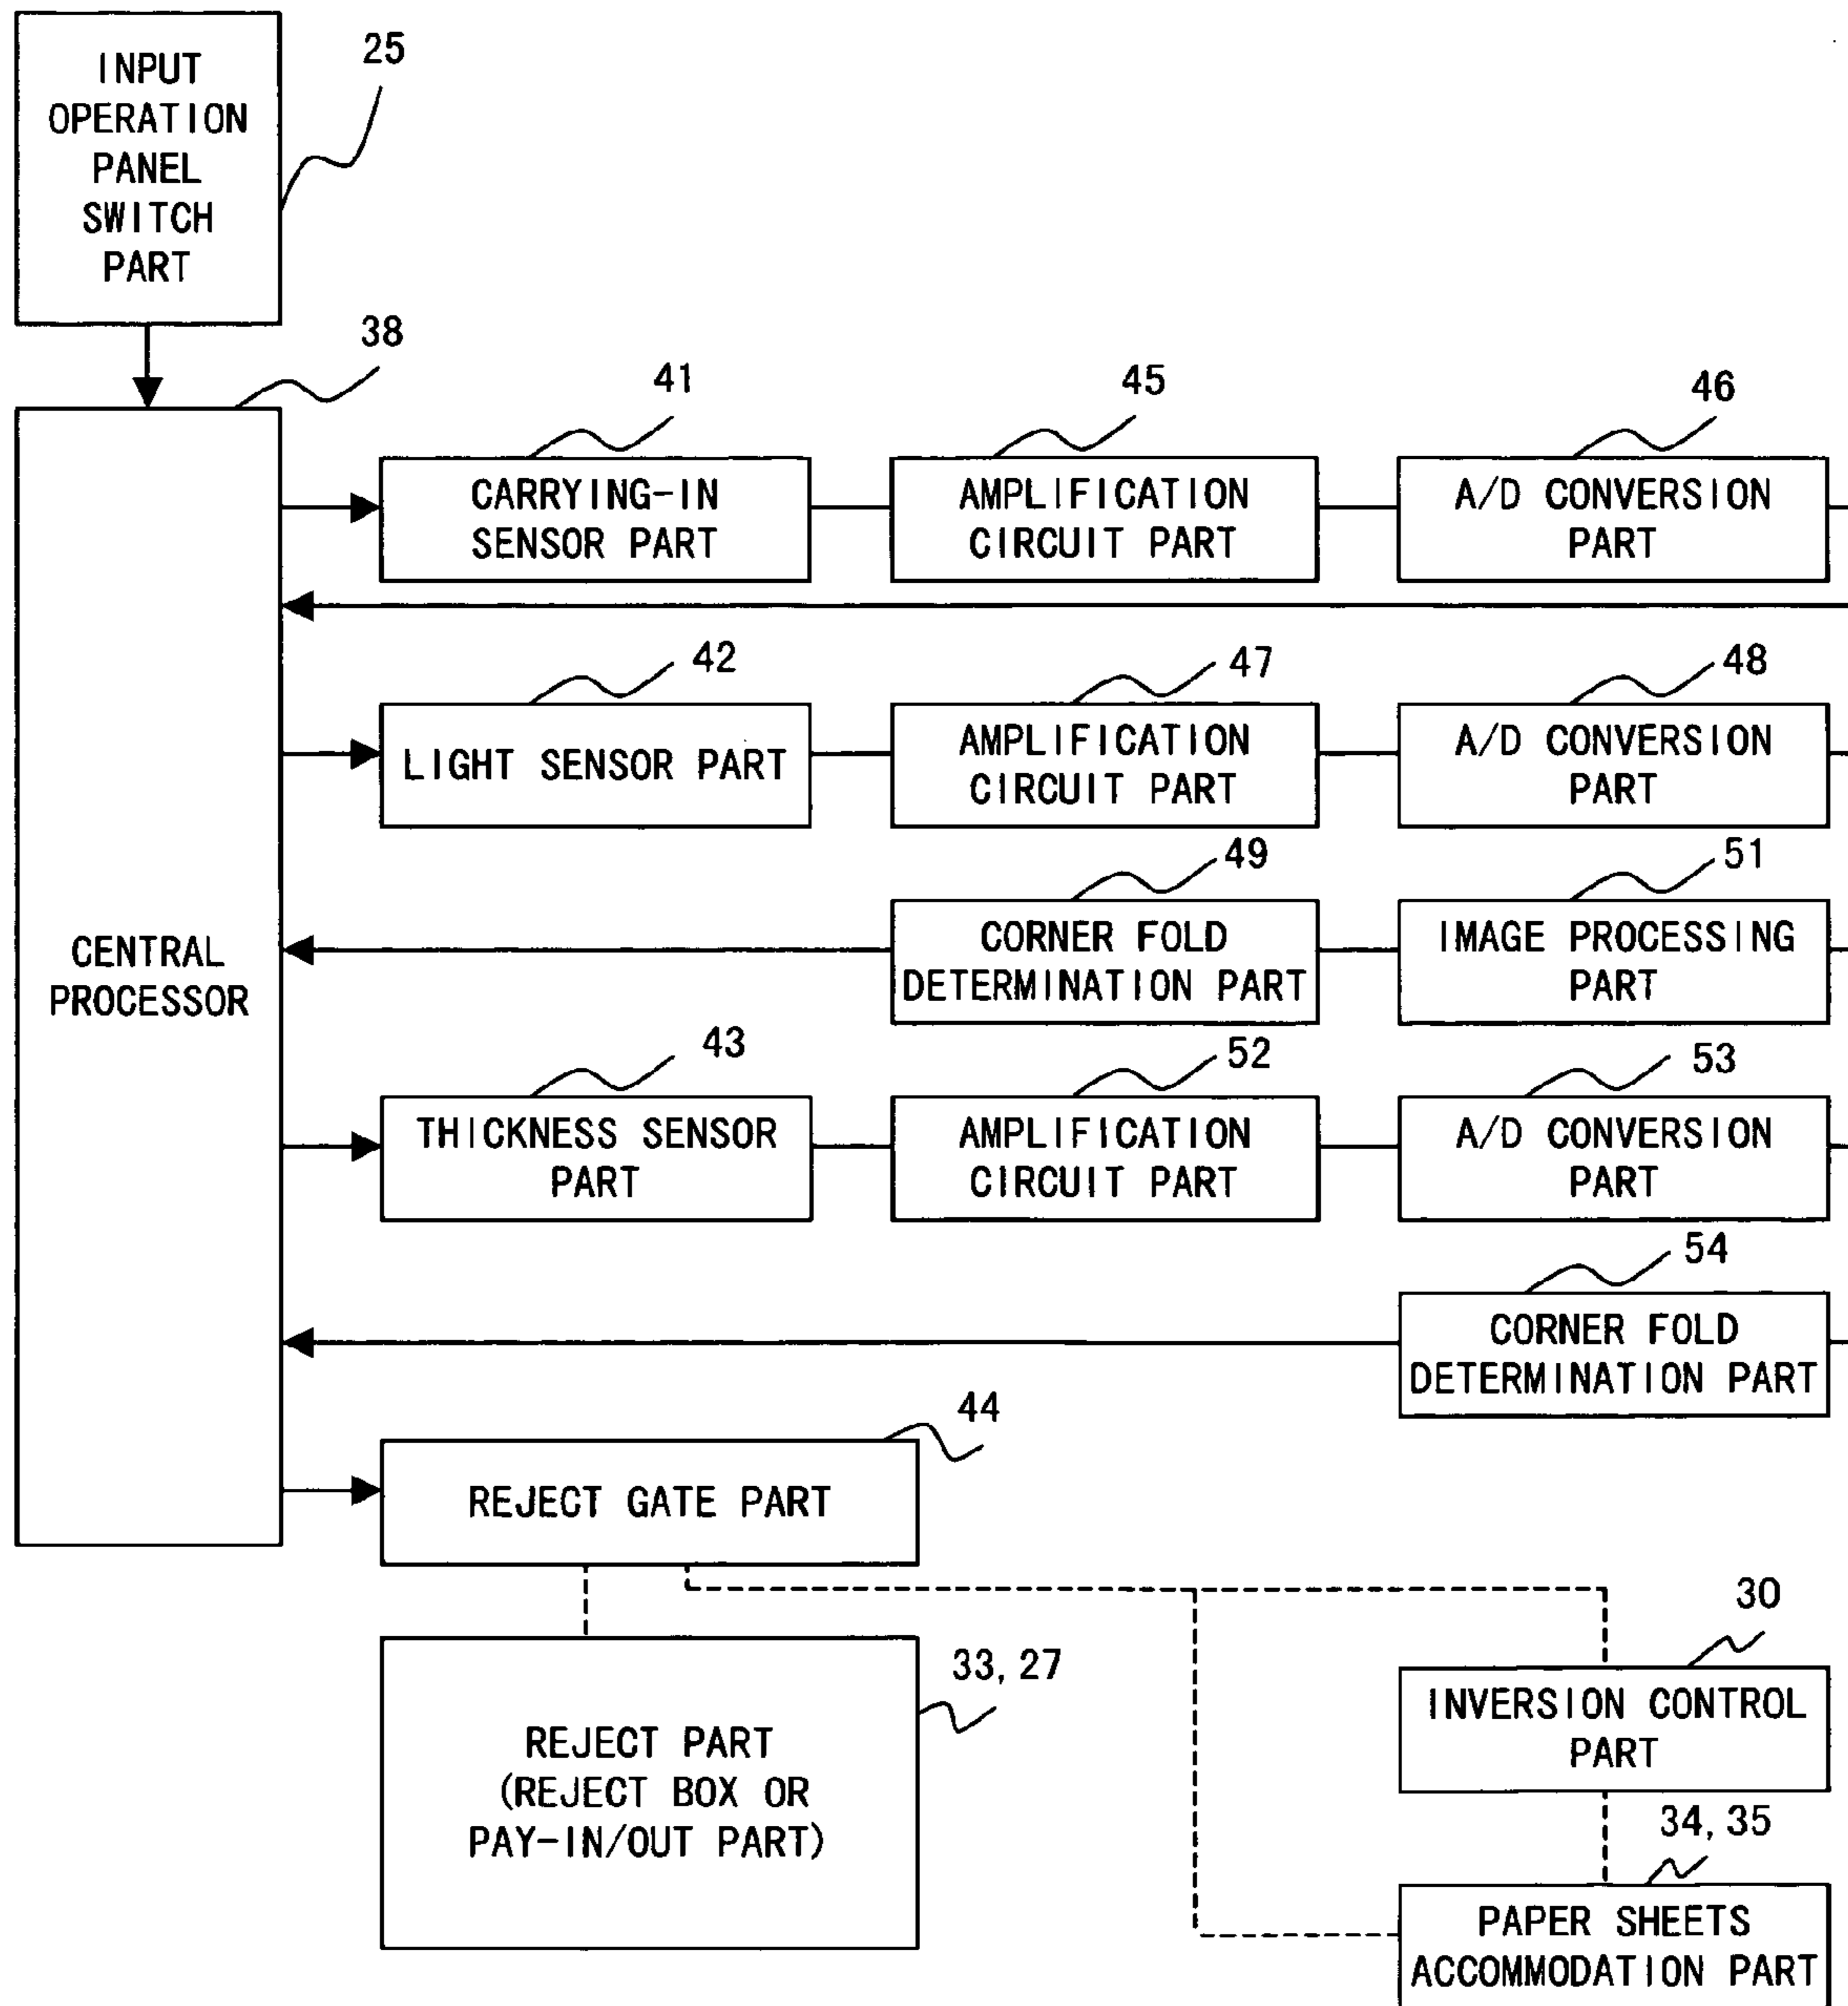 INPUT
OPERATION
PANEL
SWITCH
PART
25
38
CENTRAL
PROCESSOR
41
CARRYING-IN
SENSOR PART
45
AMPLIFICATION
CIRCUIT PART
46
A/D CONVERSION
PART
42
LIGHT SENSOR PART
47
AMPLIFICATION
CIRCUIT PART
48
A/D CONVERSION
PART
49
CORNER FOLD
DETERMINATION PART
51
IMAGE PROCESSING
PART
43
THICKNESS SENSOR
PART
52
AMPLIFICATION
CIRCUIT PART
53
A/D CONVERSION
PART
54
CORNER FOLD
DETERMINATION PART
44
REJECT GATE PART
33, 27
REJECT PART
(REJECT BOX OR
PAY-IN/OUT PART)
30
INVERSION CONTROL
PART
34, 35
PAPER SHEETS
ACCOMMODATION PART